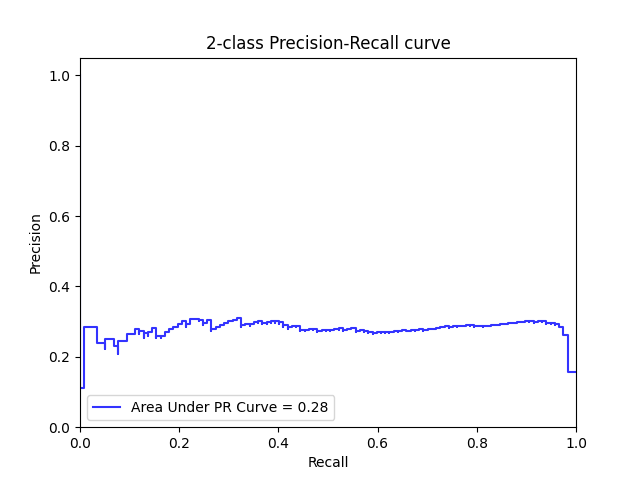 2-class Precision-Recall curve
1.0
0.8
0.6
0.4
0.2
0.0
Precision
Area Under PR Curve = 0.28
0.0 0.2 0.4 0.6 0.8 1.0
Recall